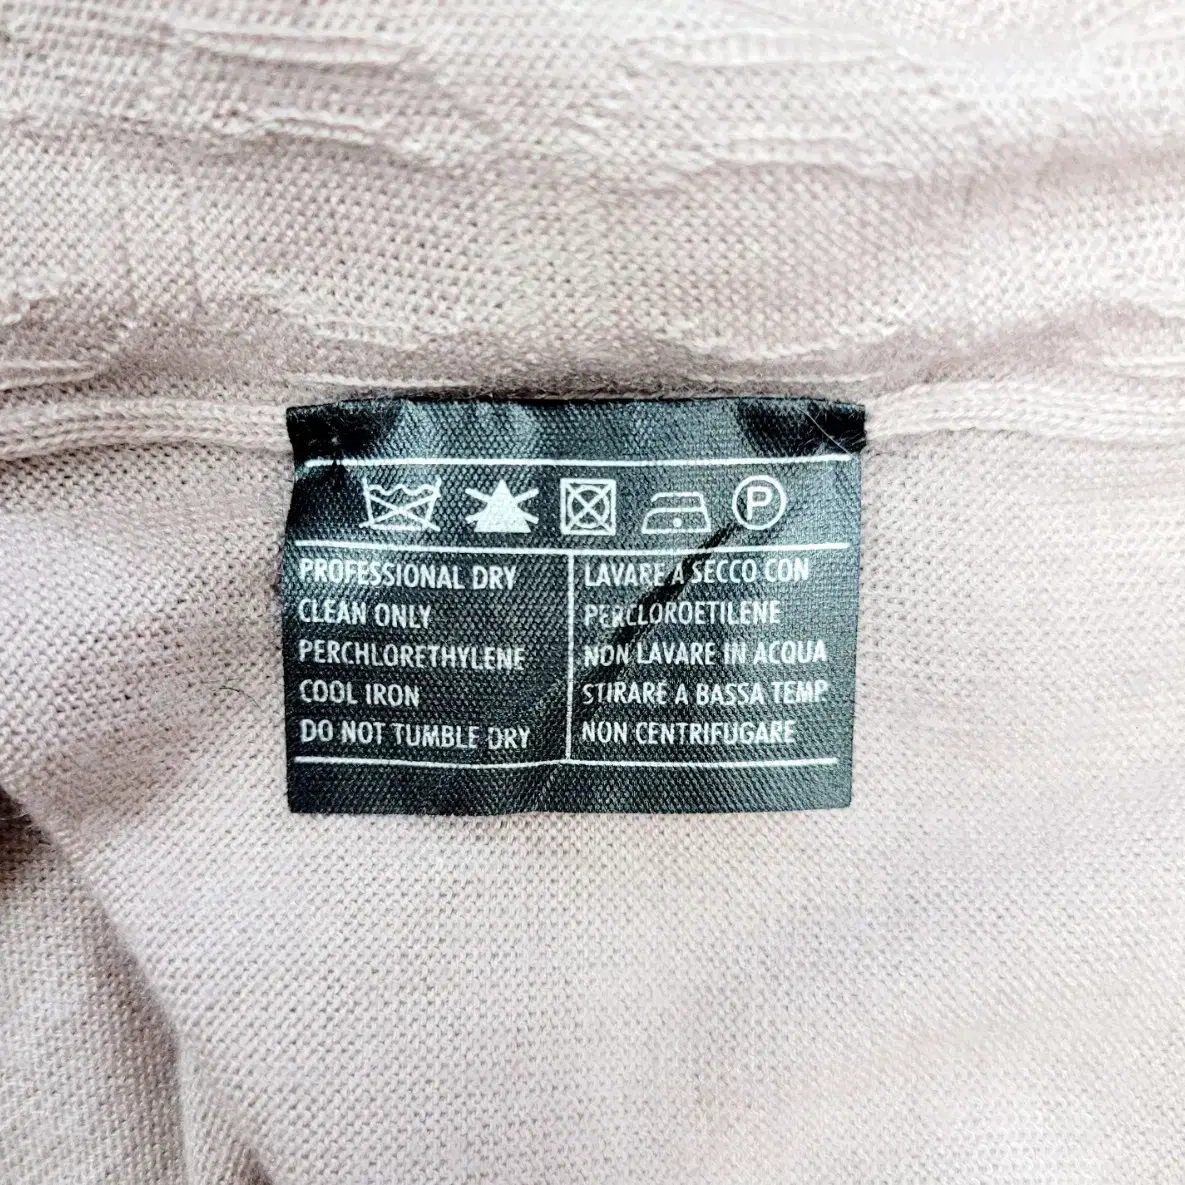 P
PROFESSIONAL DRY
CLEAN ONLY
PERCHLORETHYLENE
COOL IRON
DO NOT TUMBLE DRY
LAVARE A SECCO CON
PERCLOROETILENE
NON LAVARE IN ACQUA
STIRARE A BASSA TEMP
NON CENTRIFUGARE